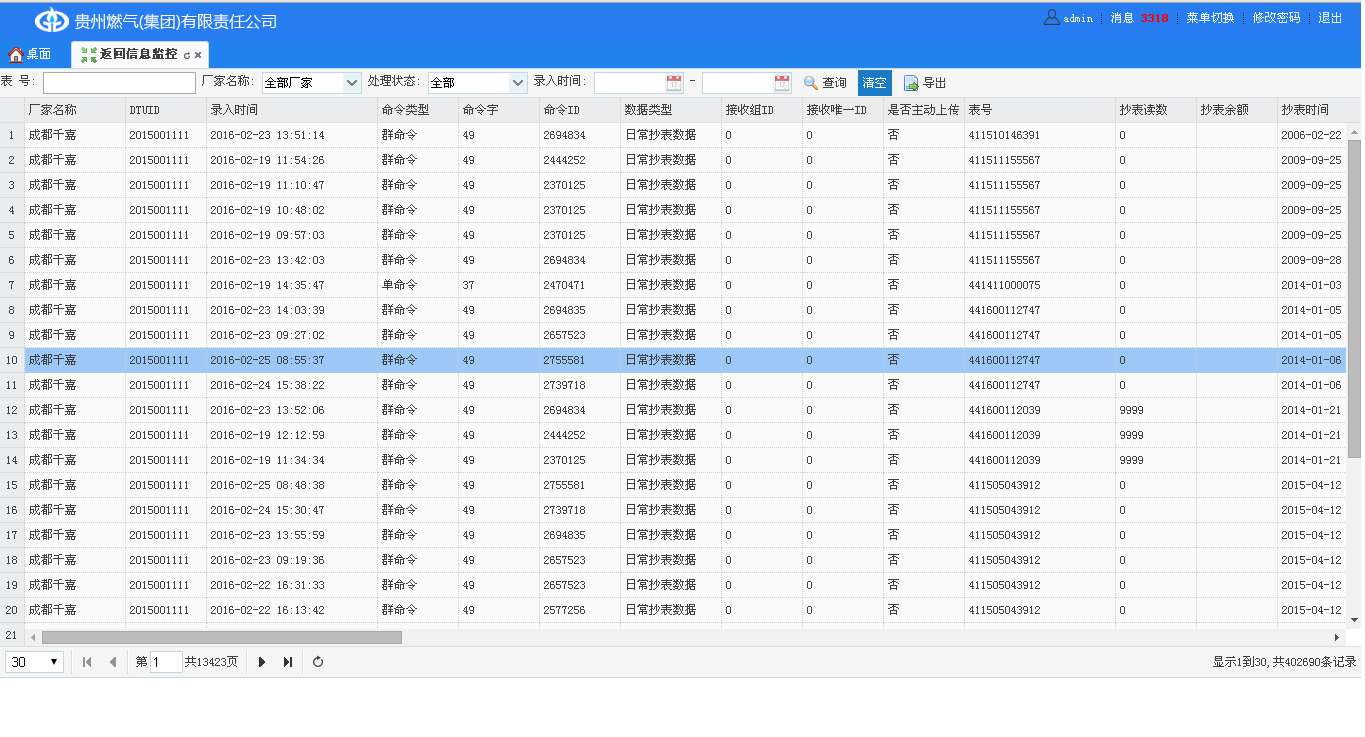 贵州燃气(集团)有限责任公司
admin 消息 3318 菜单切换 修改密码 退出
桌面 返回信息监控
表 号: 厂家名称: 全部厂家 处理状态: 全部 录入时间: - 查询 清空 导出
厂家名称 DTUID 录入时间 命令类型 命令字 命令ID 数据类型 接收组ID 接收唯一ID 是否主动上传 表号 抄表读数 抄表余额 抄表时间
1 成都千嘉 2015001111 2016-02-23 13:51:14 群命令 49 2694834 日常抄表数据 0 0 否 411510146391 0 2006-02-22
2 成都千嘉 2015001111 2016-02-19 11:54:26 群命令 49 2444252 日常抄表数据 0 0 否 411511155567 0 2009-09-25
3 成都千嘉 2015001111 2016-02-19 11:10:47 群命令 49 2370125 日常抄表数据 0 0 否 411511155567 0 2009-09-25
4 成都千嘉 2015001111 2016-02-19 10:48:02 群命令 49 2370125 日常抄表数据 0 0 否 411511155567 0 2009-09-25
5 成都千嘉 2015001111 2016-02-19 09:57:03 群命令 49 2370125 日常抄表数据 0 0 否 411511155567 0 2009-09-25
6 成都千嘉 2015001111 2016-02-23 13:42:03 群命令 49 2694834 日常抄表数据 0 0 否 411511155567 0 2009-09-28
7 成都千嘉 2015001111 2016-02-19 14:35:47 单命令 37 2470471 日常抄表数据 0 0 否 441411000075 0 2014-01-03
8 成都千嘉 2015001111 2016-02-23 14:03:39 群命令 49 2694835 日常抄表数据 0 0 否 441600112747 0 2014-01-05
9 成都千嘉 2015001111 2016-02-23 09:27:02 群命令 49 2657523 日常抄表数据 0 0 否 441600112747 0 2014-01-05
10 成都千嘉 2015001111 2016-02-25 08:55:37 群命令 49 2755581 日常抄表数据 0 0 否 441600112747 0 2014-01-06
11 成都千嘉 2015001111 2016-02-24 15:38:22 群命令 49 2739718 日常抄表数据 0 0 否 441600112747 0 2014-01-06
12 成都千嘉 2015001111 2016-02-23 13:52:06 群命令 49 2694834 日常抄表数据 0 0 否 441600112039 9999 2014-01-21
13 成都千嘉 2015001111 2016-02-19 12:12:59 群命令 49 2444252 日常抄表数据 0 0 否 441600112039 9999 2014-01-21
14 成都千嘉 2015001111 2016-02-19 11:34:34 群命令 49 2370125 日常抄表数据 0 0 否 441600112039 9999 2014-01-21
15 成都千嘉 2015001111 2016-02-25 08:48:38 群命令 49 2755581 日常抄表数据 0 0 否 411505043912 0 2015-04-12
16 成都千嘉 2015001111 2016-02-24 15:30:47 群命令 49 2739718 日常抄表数据 0 0 否 411505043912 0 2015-04-12
17 成都千嘉 2015001111 2016-02-23 13:55:59 群命令 49 2694835 日常抄表数据 0 0 否 411505043912 0 2015-04-12
18 成都千嘉 2015001111 2016-02-23 09:19:36 群命令 49 2657523 日常抄表数据 0 0 否 411505043912 0 2015-04-12
19 成都千嘉 2015001111 2016-02-22 16:31:33 群命令 49 2657523 日常抄表数据 0 0 否 411505043912 0 2015-04-12
20 成都千嘉 2015001111 2016-02-22 16:13:42 群命令 49 2577256 日常抄表数据 0 0 否 411505043912 0 2015-04-12
21
30 第 1 共13423页 显示1到30,共402690条记录